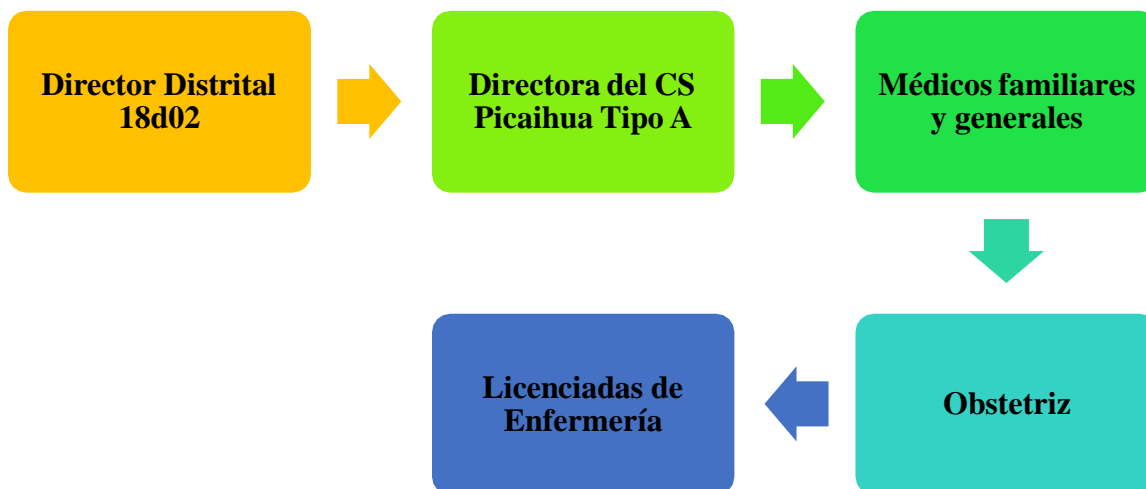 Director Distrital
18d02
Directora del CS
Picaihua Tipo A
Médicos familiares
y generales
Obstetriz
Licenciadas de
Enfermería